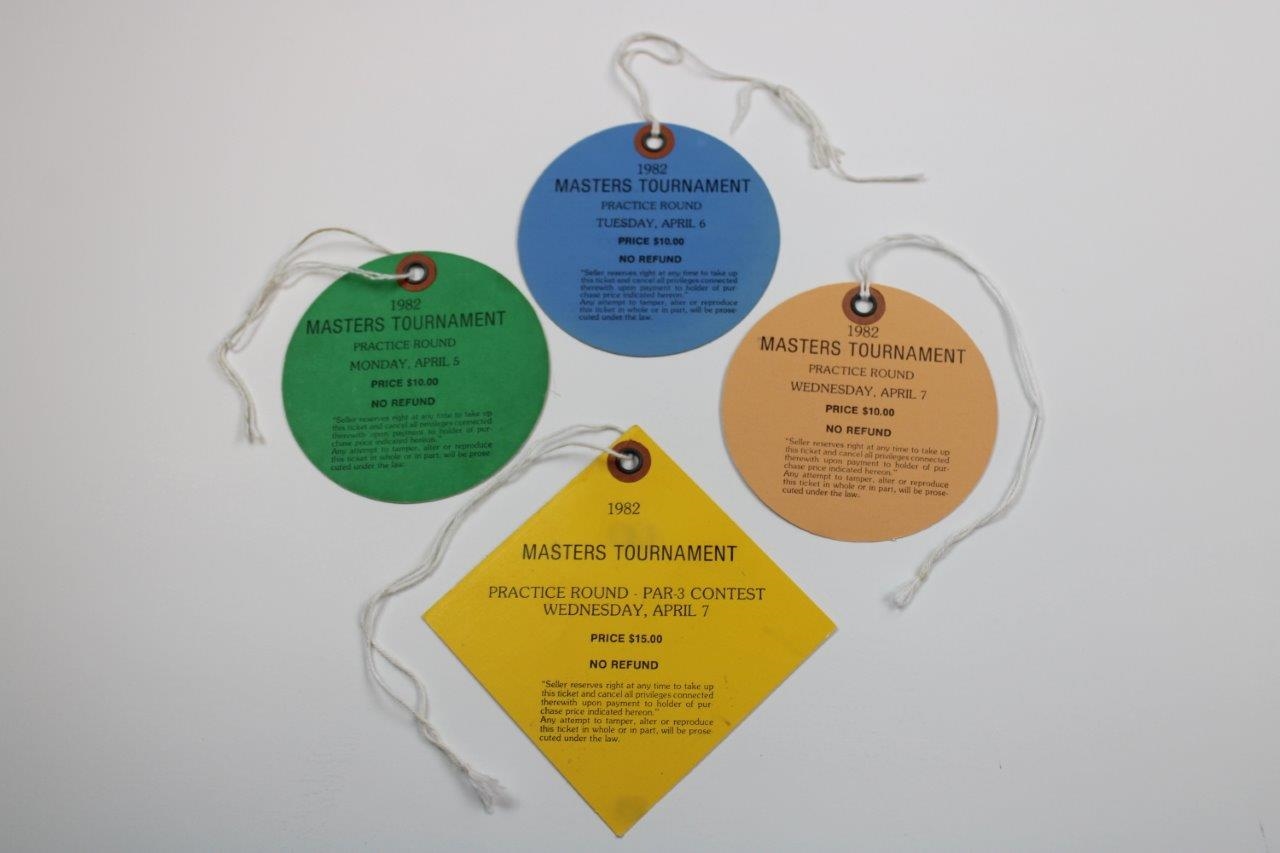 1982
MASTERS TOURNAMENT
PRACTICE ROUND
TUESDAY, APRIL 6
PRICE $10.00
NO REFUND
"Seller reserves right at any time to take up
this ticket and cancel all privileges connected
therewith upon payment to holder of pur-
chase price indicated hereon."
Any attempt to tamper, alter or reproduce
this ticket in whole or in part, will be prose-
cuted under the law.
1982
MASTERS TOURNAMENT
PRACTICE ROUND
MONDAY, APRIL 5
PRICE $10.00
NO REFUND
"Seller reserves right at any time to take up
this ticket and cancel all privileges connected
therewith upon payment to holder of pur-
chase price indicated hereon."
Any attempt to tamper, alter or reproduce
this ticket in whole or in part, will be prose-
cuted under the law.
1982
MASTERS TOURNAMENT
PRACTICE ROUND
WEDNESDAY, APRIL 7
PRICE $10.00
NO REFUND
"Seller reserves right at any time to take up
this ticket and cancel all privileges connected
therewith upon payment to holder of pur-
chase price indicated hereon."
Any attempt to tamper, alter or reproduce
this ticket in whole or in part, will be prose-
cuted under the law.
1982
MASTERS TOURNAMENT
PRACTICE ROUND - PAR-3 CONTEST
WEDNESDAY, APRIL 7
PRICE $15.00
NO REFUND
"Seller reserves right at any time to take up
this ticket and cancel all privileges connected
therewith upon payment to holder of pur
chase price indicated hereon."
Any attempt to tamper, alter or reproduce
this ticket in whole or in part, will be prose
cuted under the law.